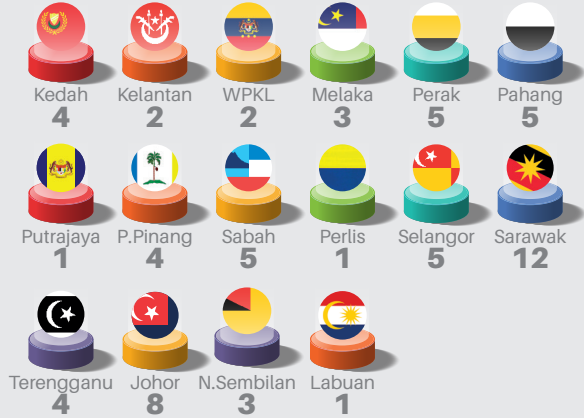 Kedah Kelantan WPKL Melaka Perak Pahang
4 2 2 3 5 5
Putrajaya P.Pinang Sabah Perlis Selangor Sarawak
1 4 5 1 5 12
Terengganu Johor N.Sembilan Labuan
4 8 3 1